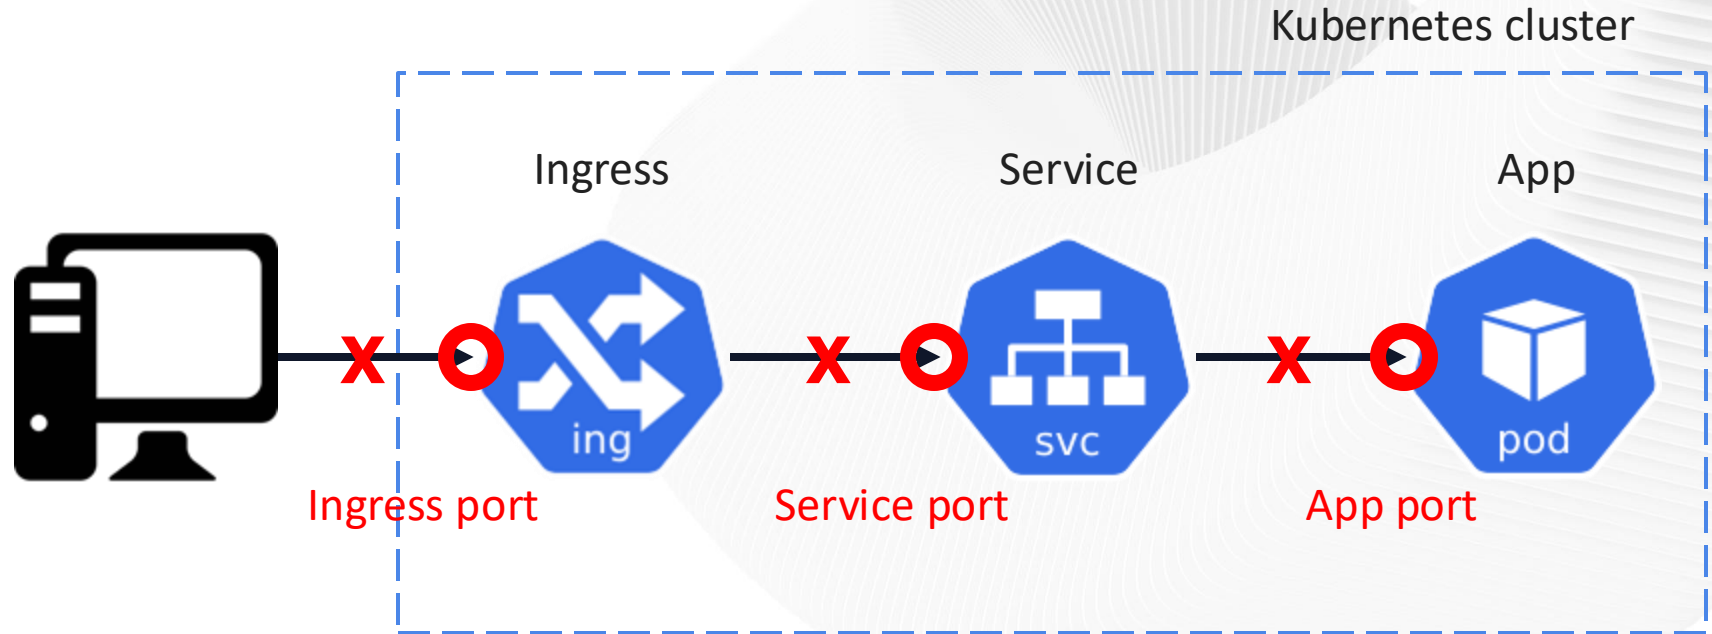 Kubernetes cluster
Ingress
Service
App
X
X
X
ing
svc
pod
Ingress port
Service port
App port